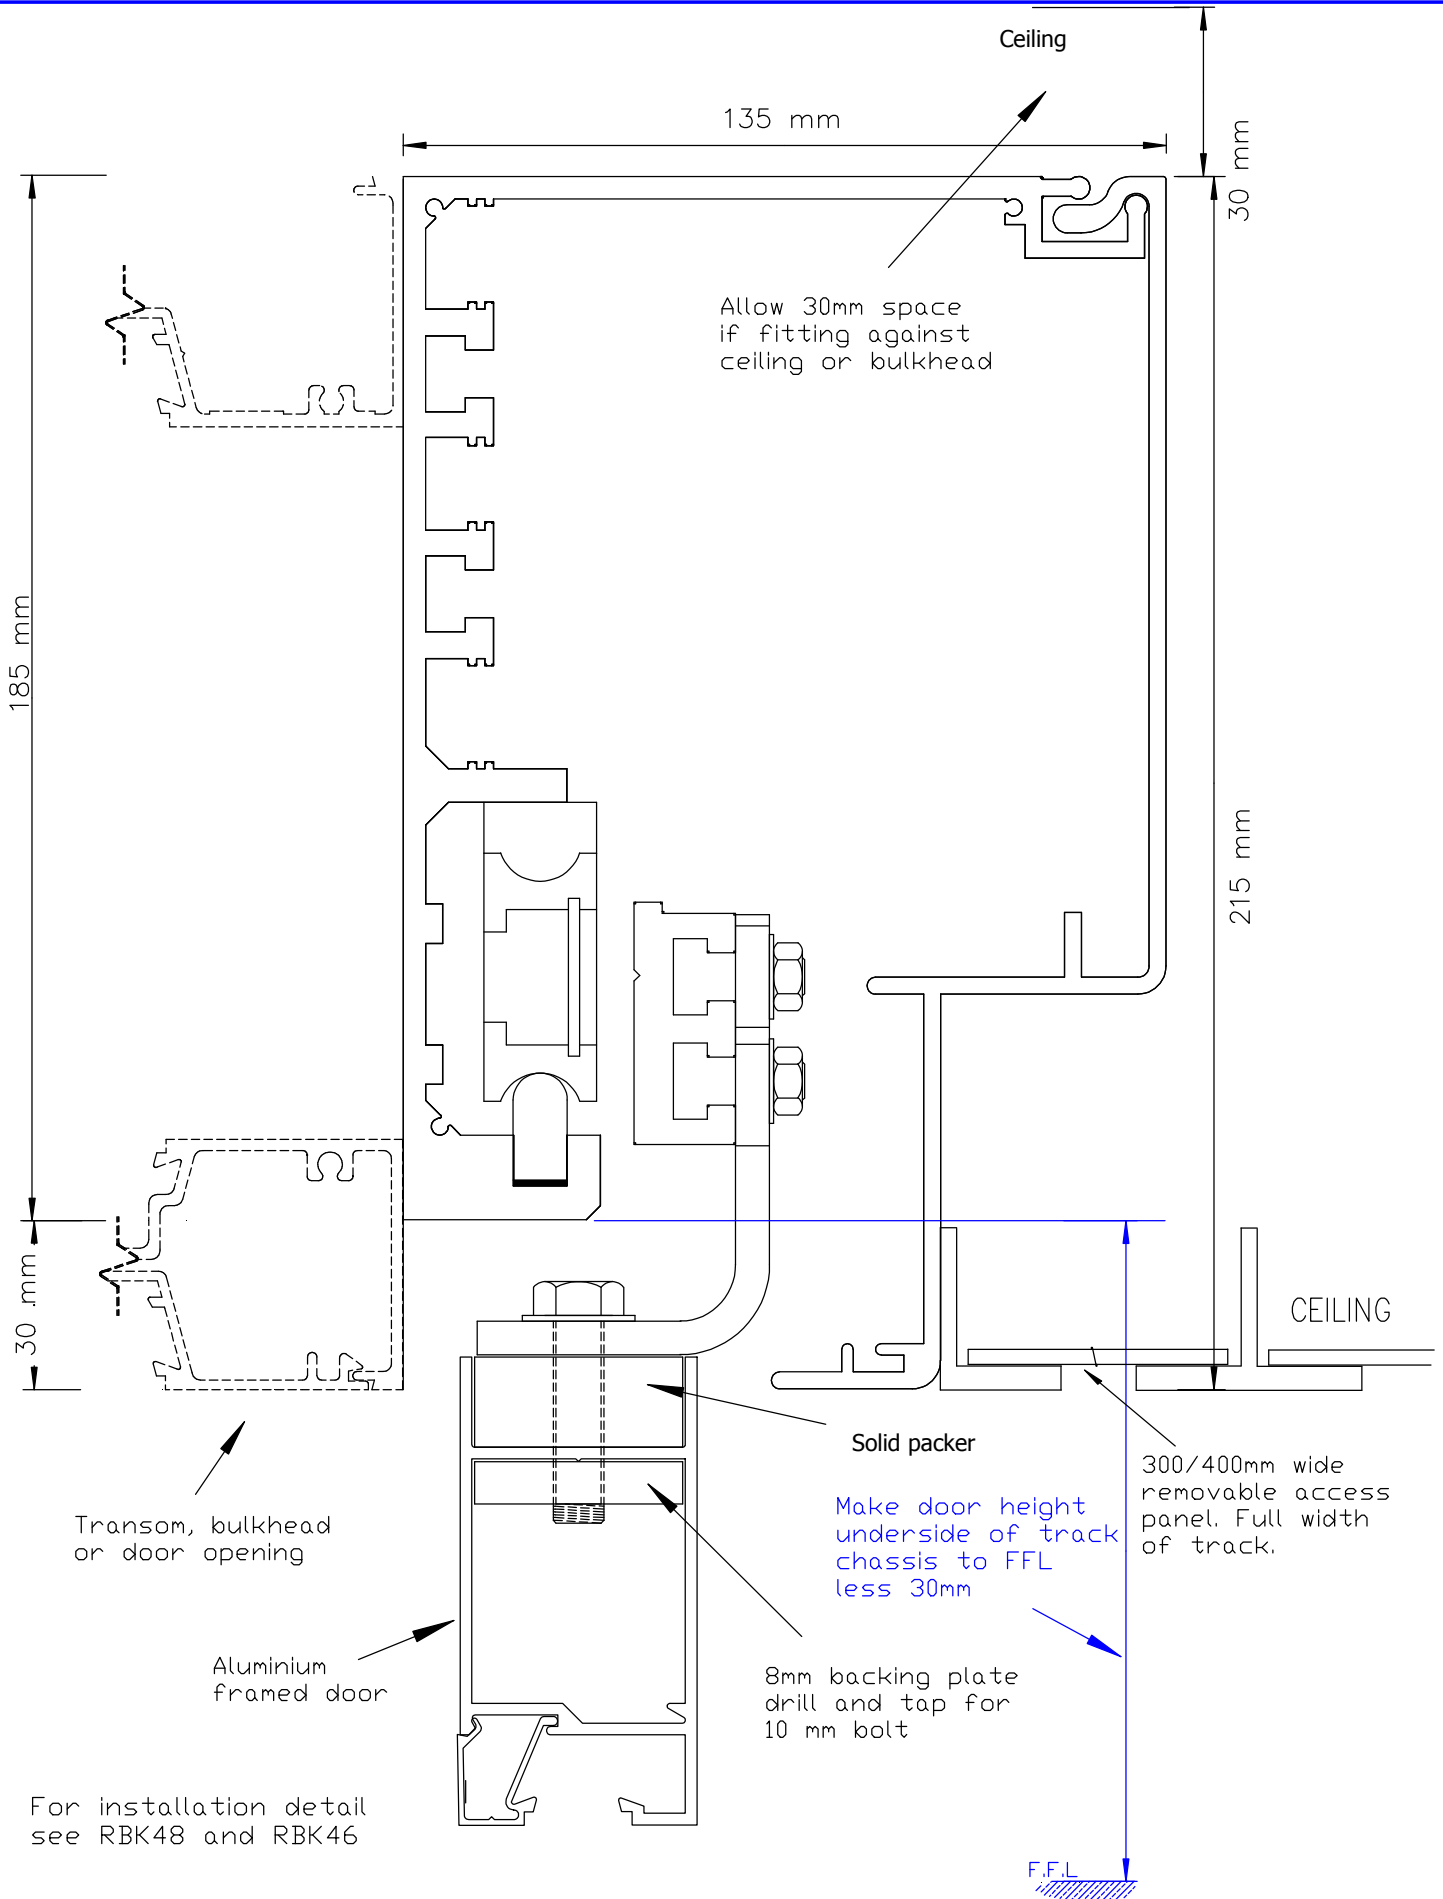 Ceiling
135 mm
30 mm
Allow 30mm space
if fitting against
ceiling or bulkhead
185 mm
215 mm
30 mm
CEILING
Solid packer
300/400mm wide
removable access
panel. Full width
of track.
Make door height
underside of track
chassis to FFL
less 30mm
Transom, bulkhead
or door opening
Aluminium
framed door
8mm backing plate
drill and tap for
10 mm bolt
For installation detail
see RBK48 and RBK46
F.F.L